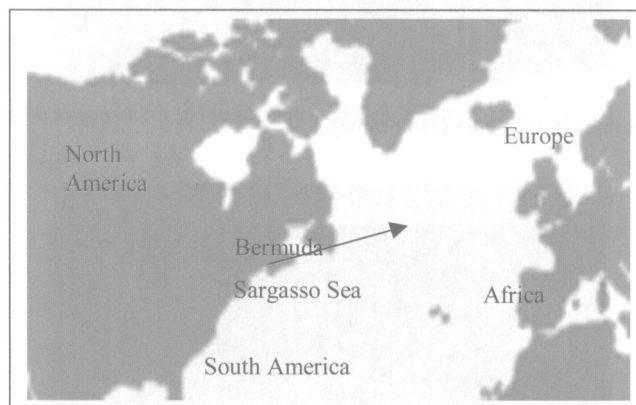 Europe
North
America
Bermuda
Sargasso Sea
Africa
South America